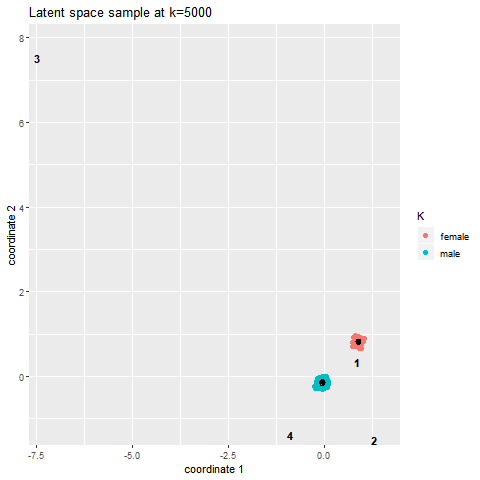 Latent space sample at k=5000
8
6
4
2
0
-7.5
-5.0
-2.5
0.0
coordinate 1
coordinate 2
3
1
4
2
K
female
male